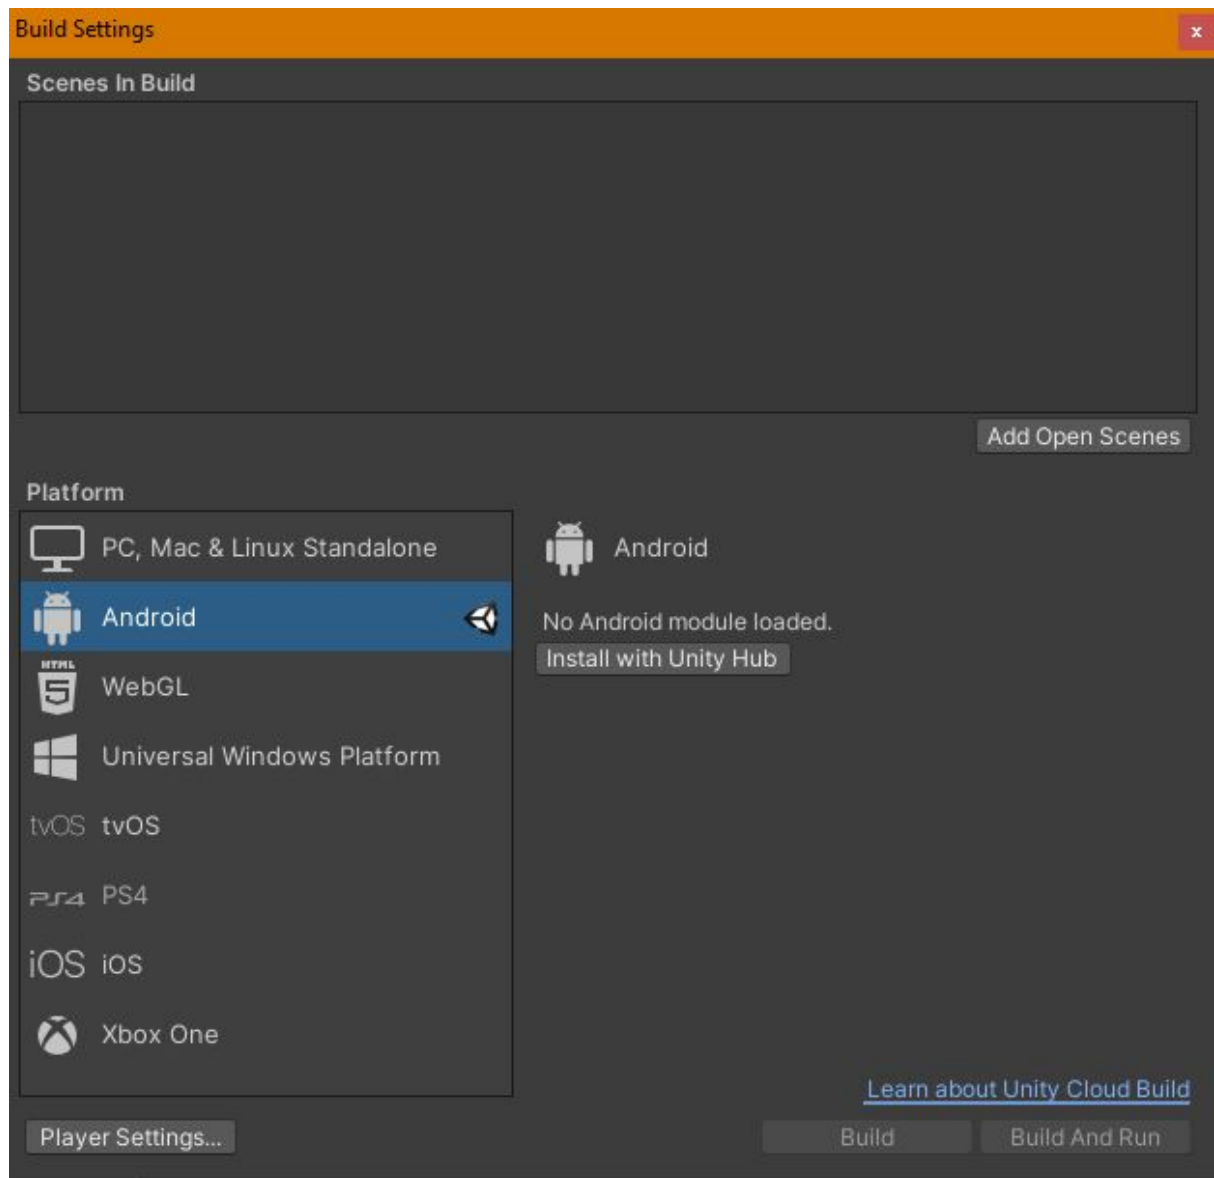 Build Settings
x
Scenes In Build
Add Open Scenes
Platform
PC, Mac & Linux Standalone
Android
HTML
5
WebGL
Universal Windows Platform
tvOS tvOS
PS4 PS4
iOS iOS
Xbox One
Android
No Android module loaded.
Install with Unity Hub
Learn about Unity Cloud Build
Player Settings...
Build
Build And Run